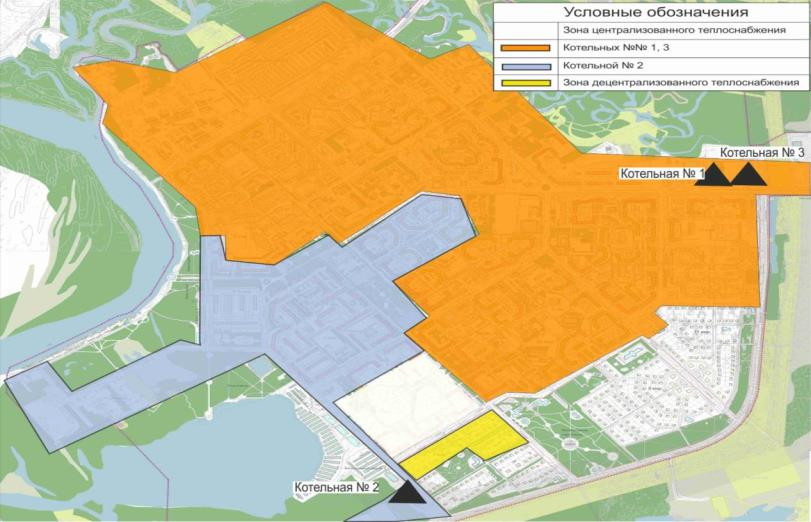 Условные обозначения
Зона централизованного теплоснабжения
Котельных №№ 1, 3
Котельной № 2
Зона децентрализованного теплоснабжения
Котельная № 3
Котельная № 1
Котельная № 2